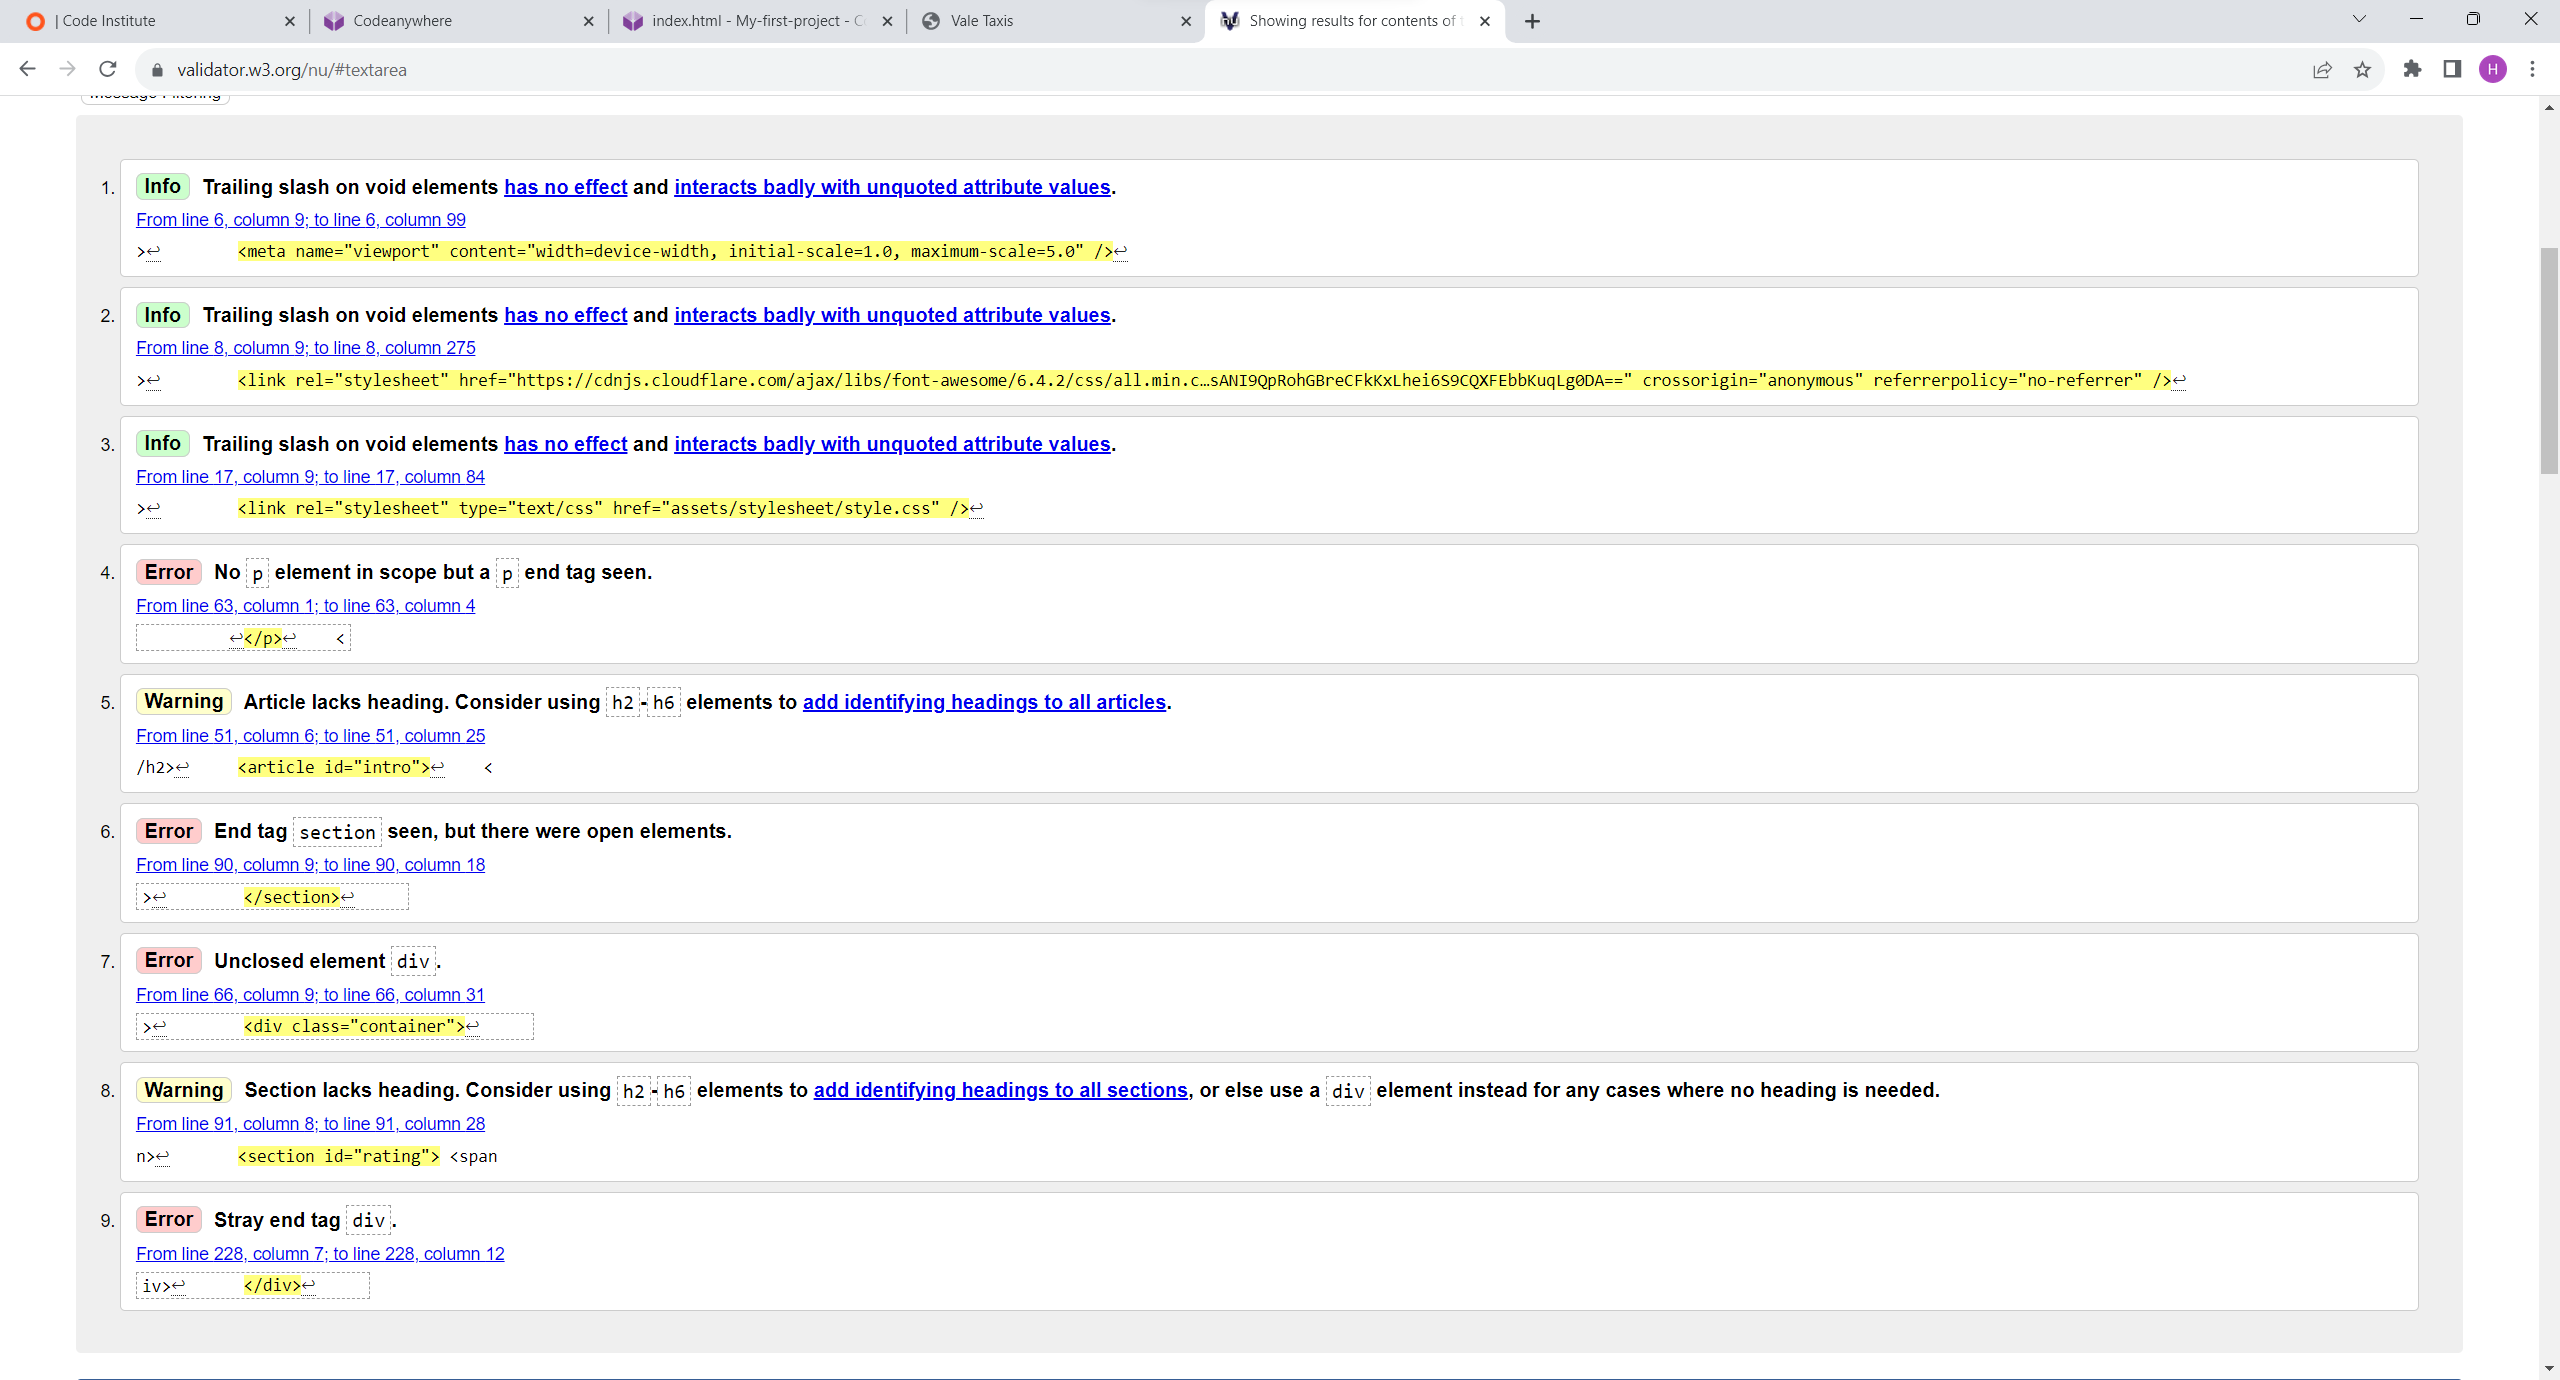 | Code Institute
Codeanywhere
index.html - My-first-project - C
Vale Taxis
Showing results for contents of t
validator.w3.org/nu/#textarea
H
Message Filtering
1. Info Trailing slash on void elements has no effect and interacts badly with unquoted attribute values.
From line 6, column 9; to line 6, column 99
>↩ <meta name="viewport" content="width=device-width, initial-scale=1.0, maximum-scale=5.0" />↩
2. Info Trailing slash on void elements has no effect and interacts badly with unquoted attribute values.
From line 8, column 9; to line 8, column 275
>↩ <link rel="stylesheet" href="https://cdnjs.cloudflare.com/ajax/libs/font-awesome/6.4.2/css/all.min.c…sANI9QpRohGBreCFkKxLhei6S9CQXFEbbKuqLg0DA==" crossorigin="anonymous" referrerpolicy="no-referrer" />↩
3. Info Trailing slash on void elements has no effect and interacts badly with unquoted attribute values.
From line 17, column 9; to line 17, column 84
>↩ <link rel="stylesheet" type="text/css" href="assets/stylesheet/style.css" />↩
4. Error No p element in scope but a p end tag seen.
From line 63, column 1; to line 63, column 4
↩</p>↩ <
5. Warning Article lacks heading. Consider using h2-h6 elements to add identifying headings to all articles.
From line 51, column 6; to line 51, column 25
/h2>↩ <article id="intro">↩ <
6. Error End tag section seen, but there were open elements.
From line 90, column 9; to line 90, column 18
>↩ </section>↩
7. Error Unclosed element div.
From line 66, column 9; to line 66, column 31
>↩ <div class="container">↩
8. Warning Section lacks heading. Consider using h2-h6 elements to add identifying headings to all sections, or else use a div element instead for any cases where no heading is needed.
From line 91, column 8; to line 91, column 28
n>↩ <section id="rating"> <span
9. Error Stray end tag div.
From line 228, column 7; to line 228, column 12
iv>↩ </div>↩